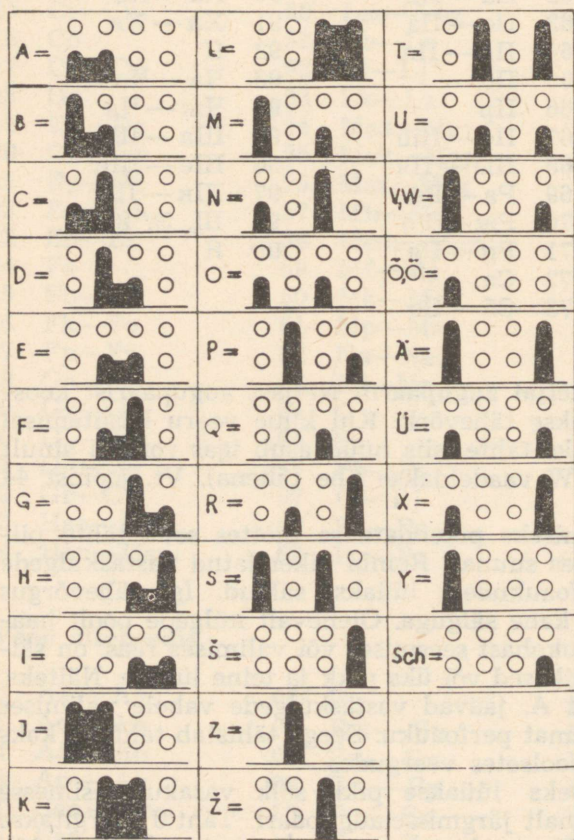 A =
B =
C =
D =
E =
F =
G =
H =
I =
J =
K =
L =
M =
N =
O =
P =
Q =
R =
S =
Š =
Z =
Ž =
T =
U =
V,W =
Õ,Ö =
Ä =
Ü =
X =
Y =
Sch =